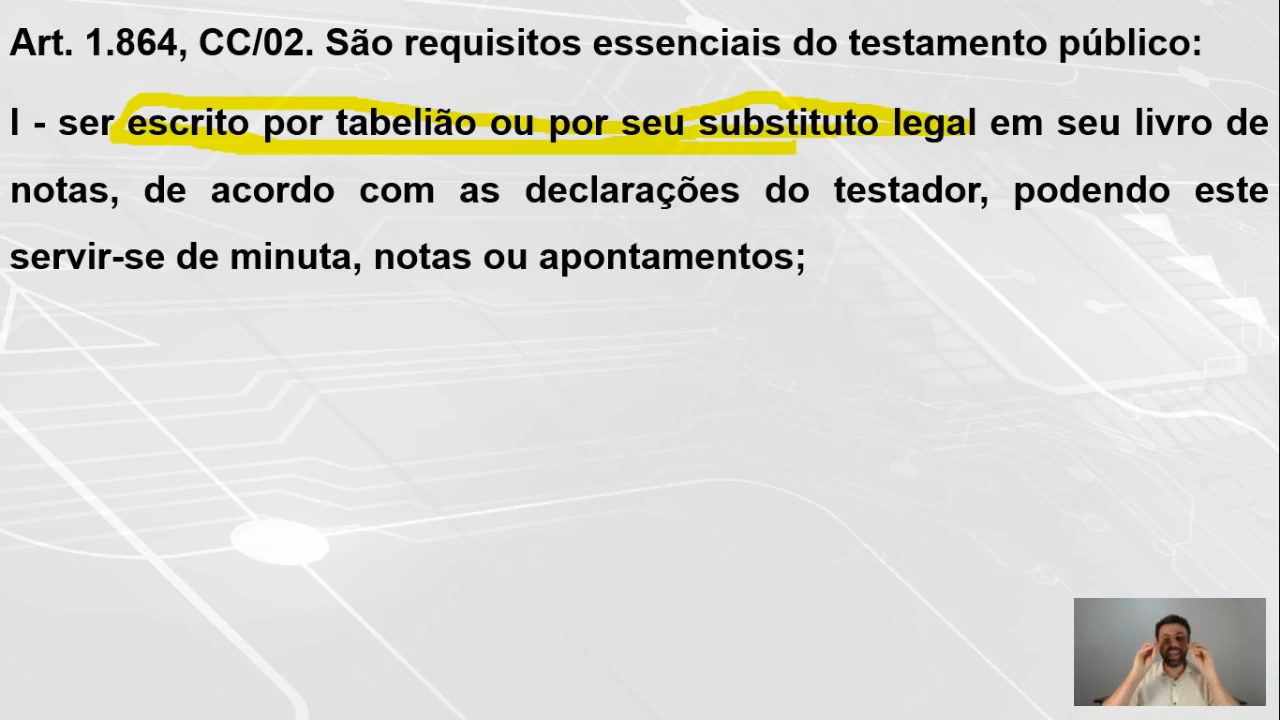 Art. 1.864, CC/02. São requisitos essenciais do testamento público:
I - ser escrito por tabelião ou por seu substituto legal em seu livro de
notas, de acordo com as declarações do testador, podendo este
servir-se de minuta, notas ou apontamentos;